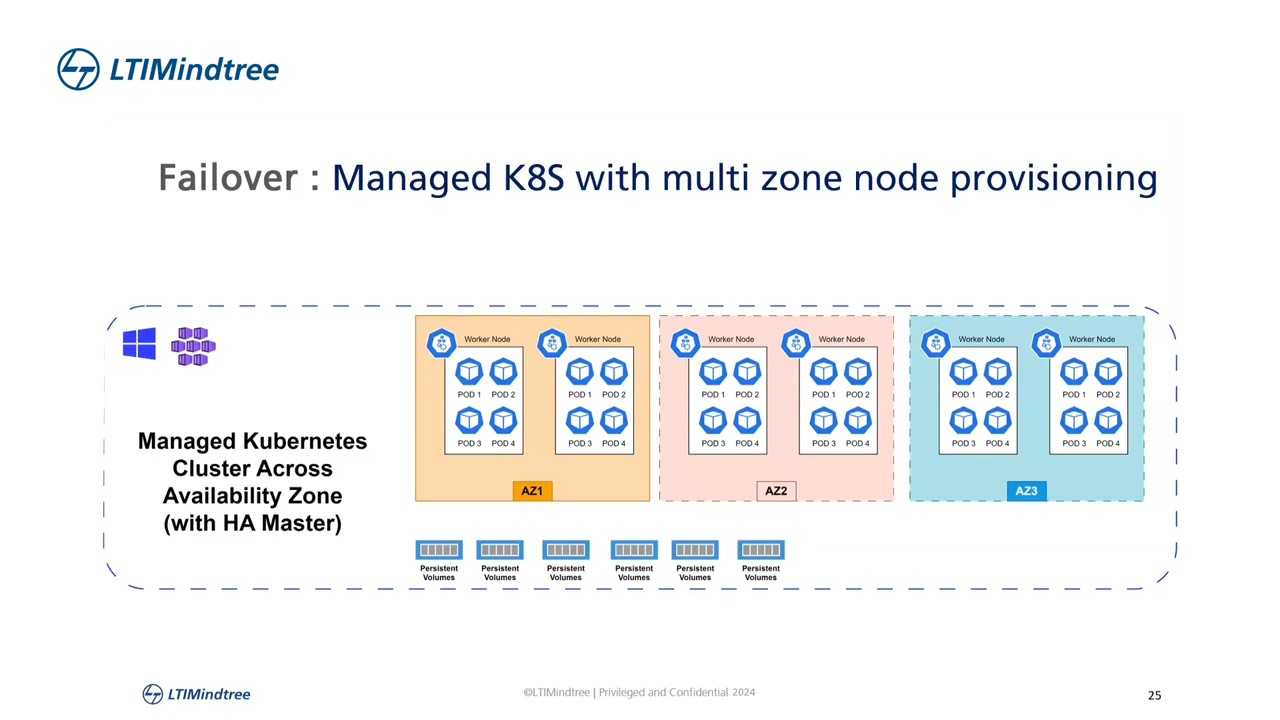 LTIMindtree
Failover : Managed K8S with multi zone node provisioning
Managed Kubernetes
Cluster Across
Availability Zone
(with HA Master)
Worker Node
POD 1 POD 2
POD 3 POD 4
Worker Node
POD 1 POD 2
POD 3 POD 4
AZ1
Worker Node
POD 1 POD 2
POD 3 POD 4
Worker Node
POD 1 POD 2
POD 3 POD 4
AZ2
Worker Node
POD 1 POD 2
POD 3 POD 4
Worker Node
POD 1 POD 2
POD 3 POD 4
AZ3
Persistent
Volumes
Persistent
Volumes
Persistent
Volumes
Persistent
Volumes
Persistent
Volumes
Persistent
Volumes
LTIMindtree
©LTIMindtree | Privileged and Confidential 2024
25